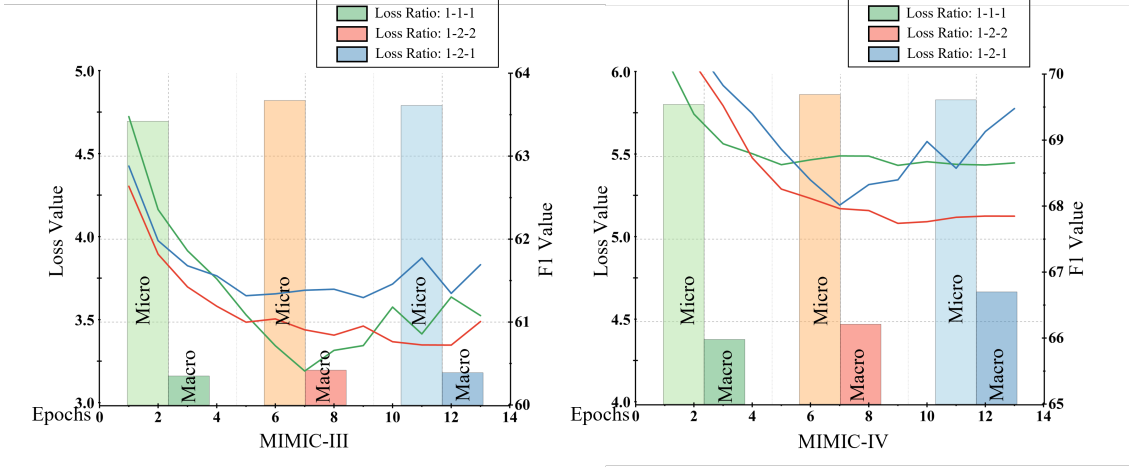 Loss Ratio: 1-1-1
Loss Ratio: 1-2-2
Loss Ratio: 1-2-1
5.0
4.5
4.0
3.5
3.0
Loss Value
64
63
62
61
60
F1 Value
Micro
Macro
Micro
Macro
Micro
Macro
Epochs
0 2 4 6 8 10 12 14
MIMIC-III
Loss Ratio: 1-1-1
Loss Ratio: 1-2-2
Loss Ratio: 1-2-1
6.0
5.5
5.0
4.5
4.0
Loss Value
70
69
68
67
66
65
F1 Value
Micro
Macro
Micro
Macro
Micro
Macro
Epochs
0 2 4 6 8 10 12 14
MIMIC-IV